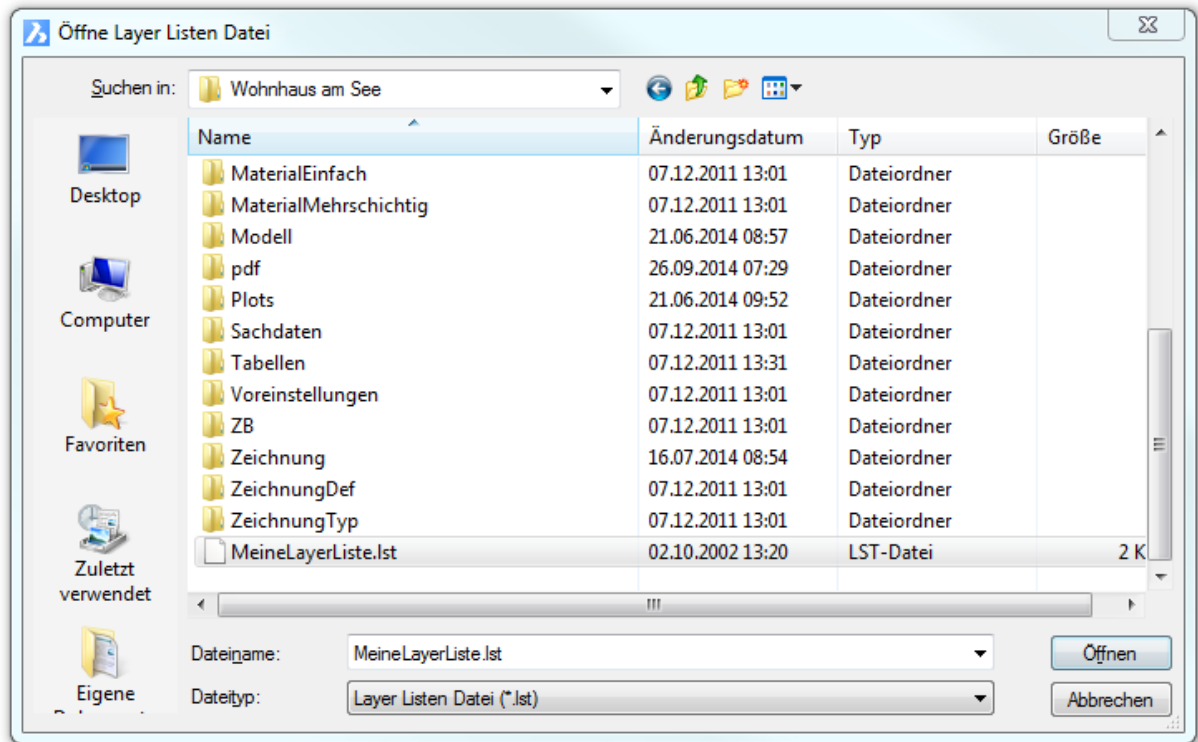 Öffne Layer Listen Datei
Suchen in: Wohnhaus am See
Name Änderungsdatum Typ Größe
MaterialEinfach 07.12.2011 13:01 Dateiordner
MaterialMehrschichtig 07.12.2011 13:01 Dateiordner
Modell 21.06.2014 08:57 Dateiordner
pdf 26.09.2014 07:29 Dateiordner
Plots 21.06.2014 09:52 Dateiordner
Sachdaten 07.12.2011 13:01 Dateiordner
Tabellen 07.12.2011 13:31 Dateiordner
Voreinstellungen 07.12.2011 13:01 Dateiordner
ZB 07.12.2011 13:01 Dateiordner
Zeichnung 16.07.2014 08:54 Dateiordner
ZeichnungDef 07.12.2011 13:01 Dateiordner
ZeichnungTyp 07.12.2011 13:01 Dateiordner
MeineLayerListe.lst 02.10.2002 13:20 LST-Datei 2 K
Desktop
Computer
Favoriten
Zuletzt
verwendet
Eigene
Dateiname: MeineLayerListe.lst Öffnen
Dateityp: Layer Listen Datei (*.lst) Abbrechen